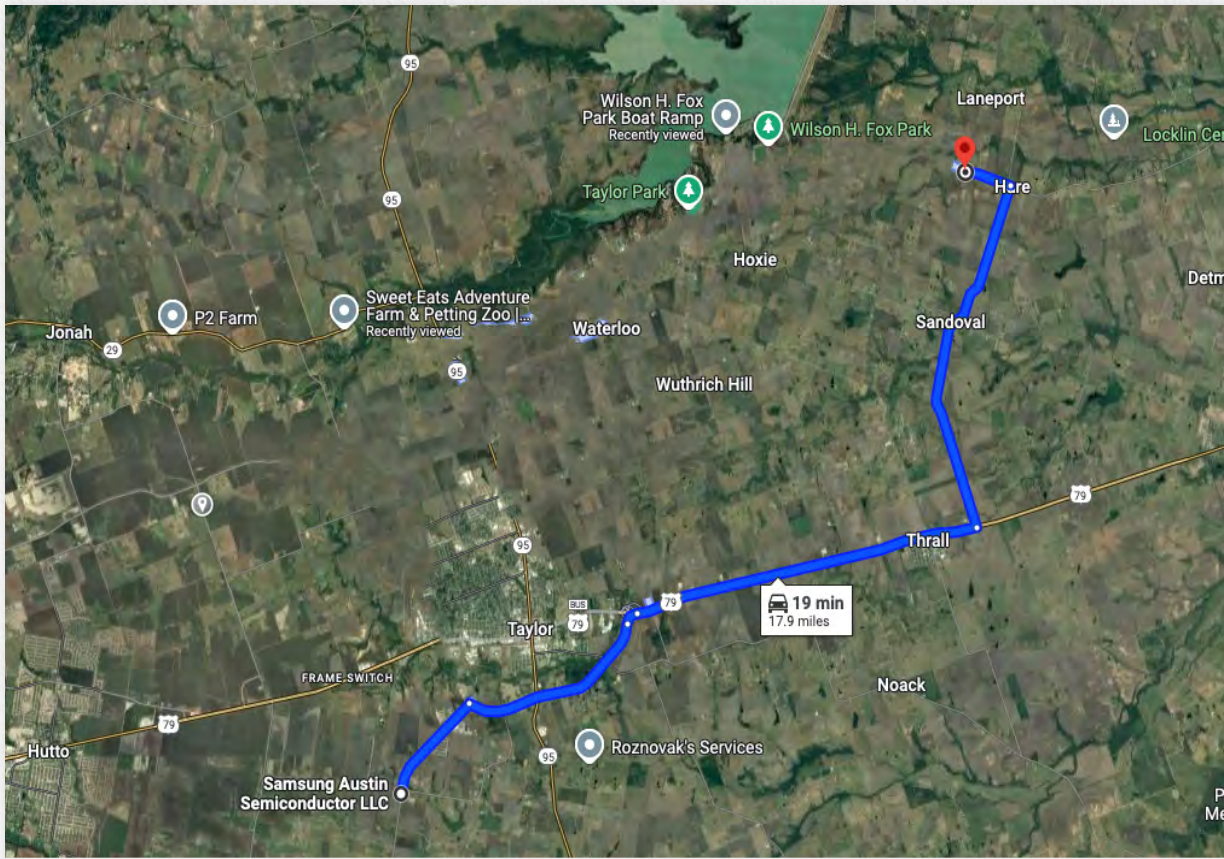 95
Laneport
Wilson H. Fox
Park Boat Ramp
Recently viewed
Wilson H. Fox Park
Locklin Cer
Taylor Park
Hare
95
Hoxie
Detm
Sweet Eats Adventure
Farm & Petting Zoo |...
Recently viewed
P2 Farm
Jonah
29
Waterloo
Sandoval
95
Wuthrich Hill
79
95
Thrall
BUS
79
79
19 min
17.9 miles
Taylor
FRAME SWITCH
Noack
79
Hutto
95
Roznovak's Services
Samsung Austin
Semiconductor LLC
P
Me